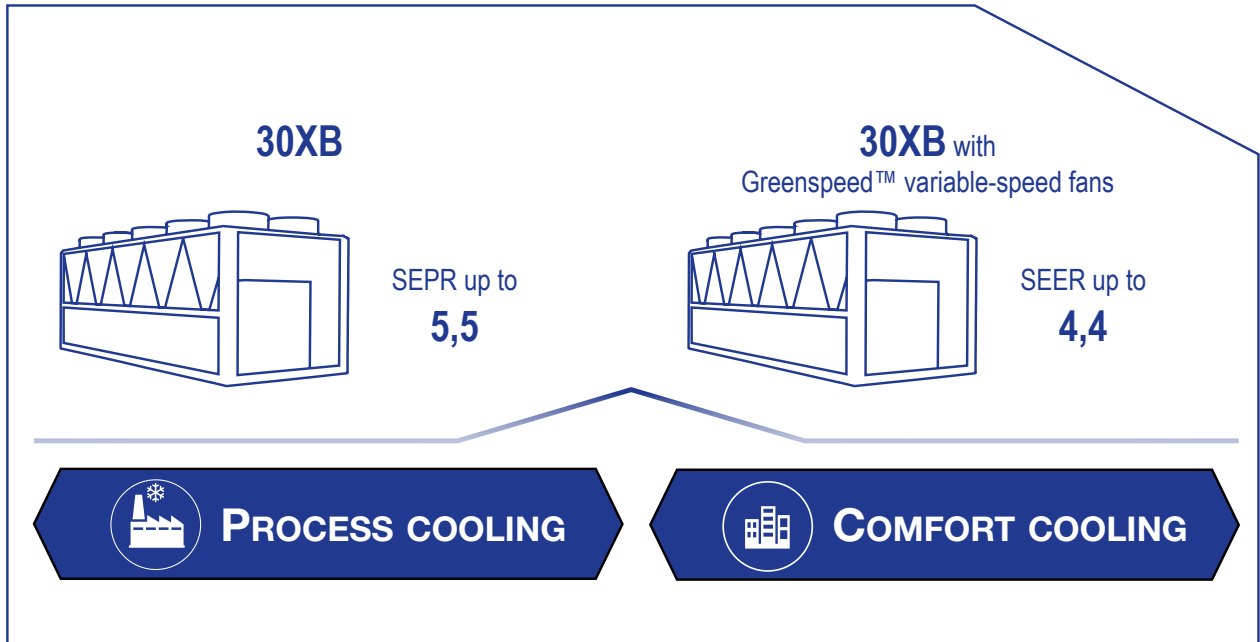 30XB
SEPR up to
5,5
30XB with
Greenspeed™ variable-speed fans
SEER up to
4,4
PROCESS COOLING
COMFORT COOLING